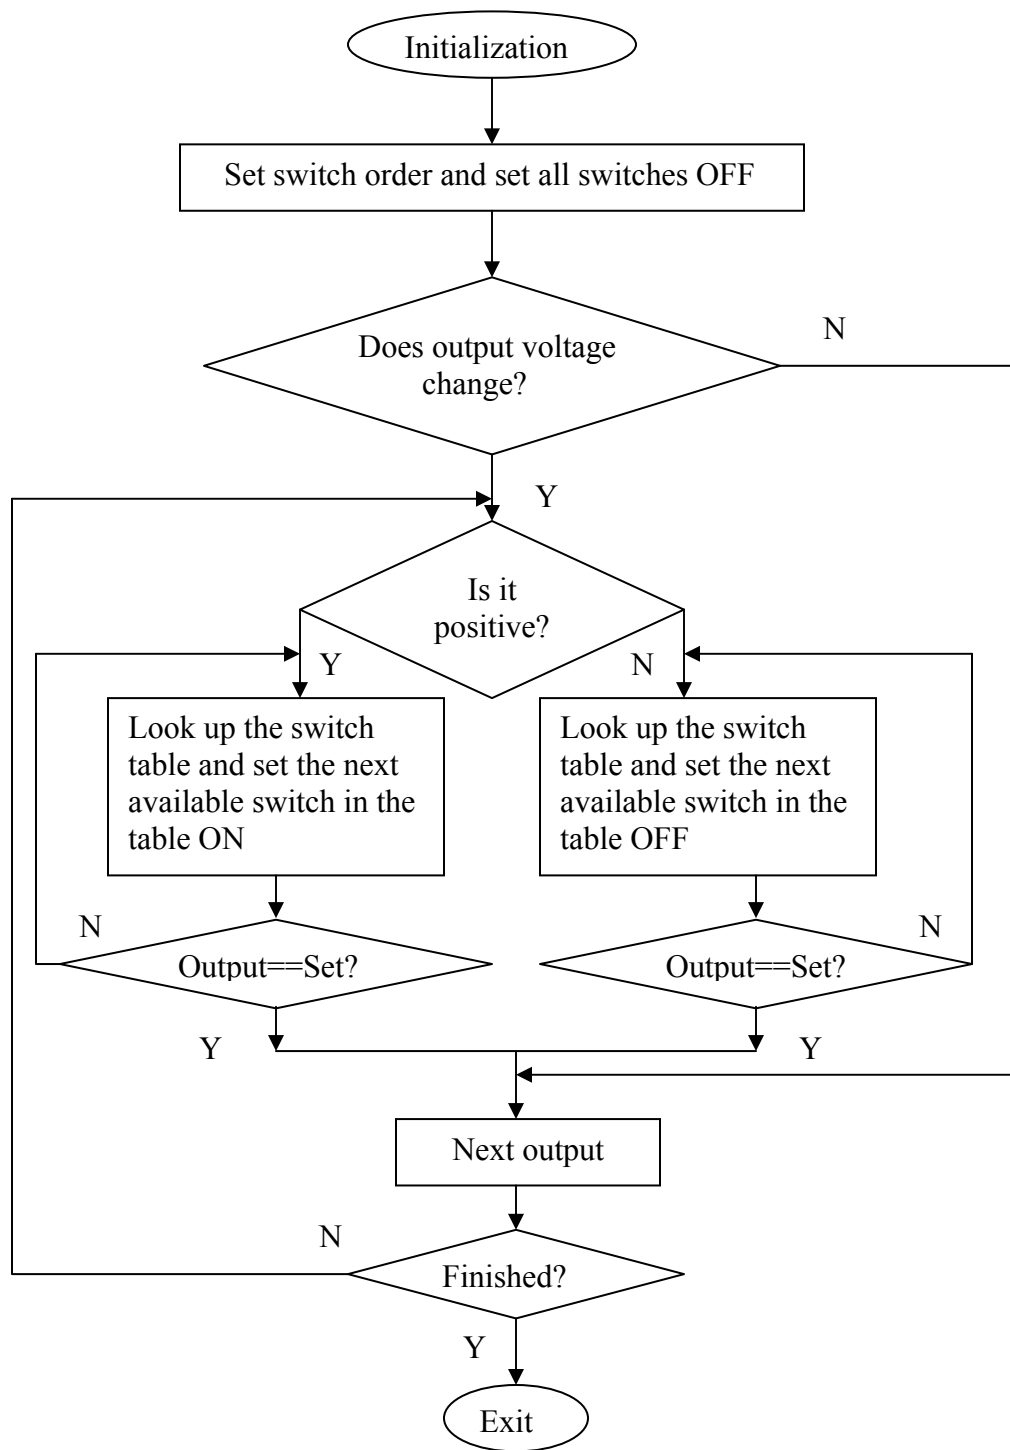 Initialization
Set switch order and set all switches OFF
Does output voltage
change?
N
Y
Is it
positive?
Y
N
Look up the switch
table and set the next
available switch in the
table ON
Look up the switch
table and set the next
available switch in the
table OFF
N
Output==Set?
N
Output==Set?
Y
Y
Next output
N
Finished?
Y
Exit